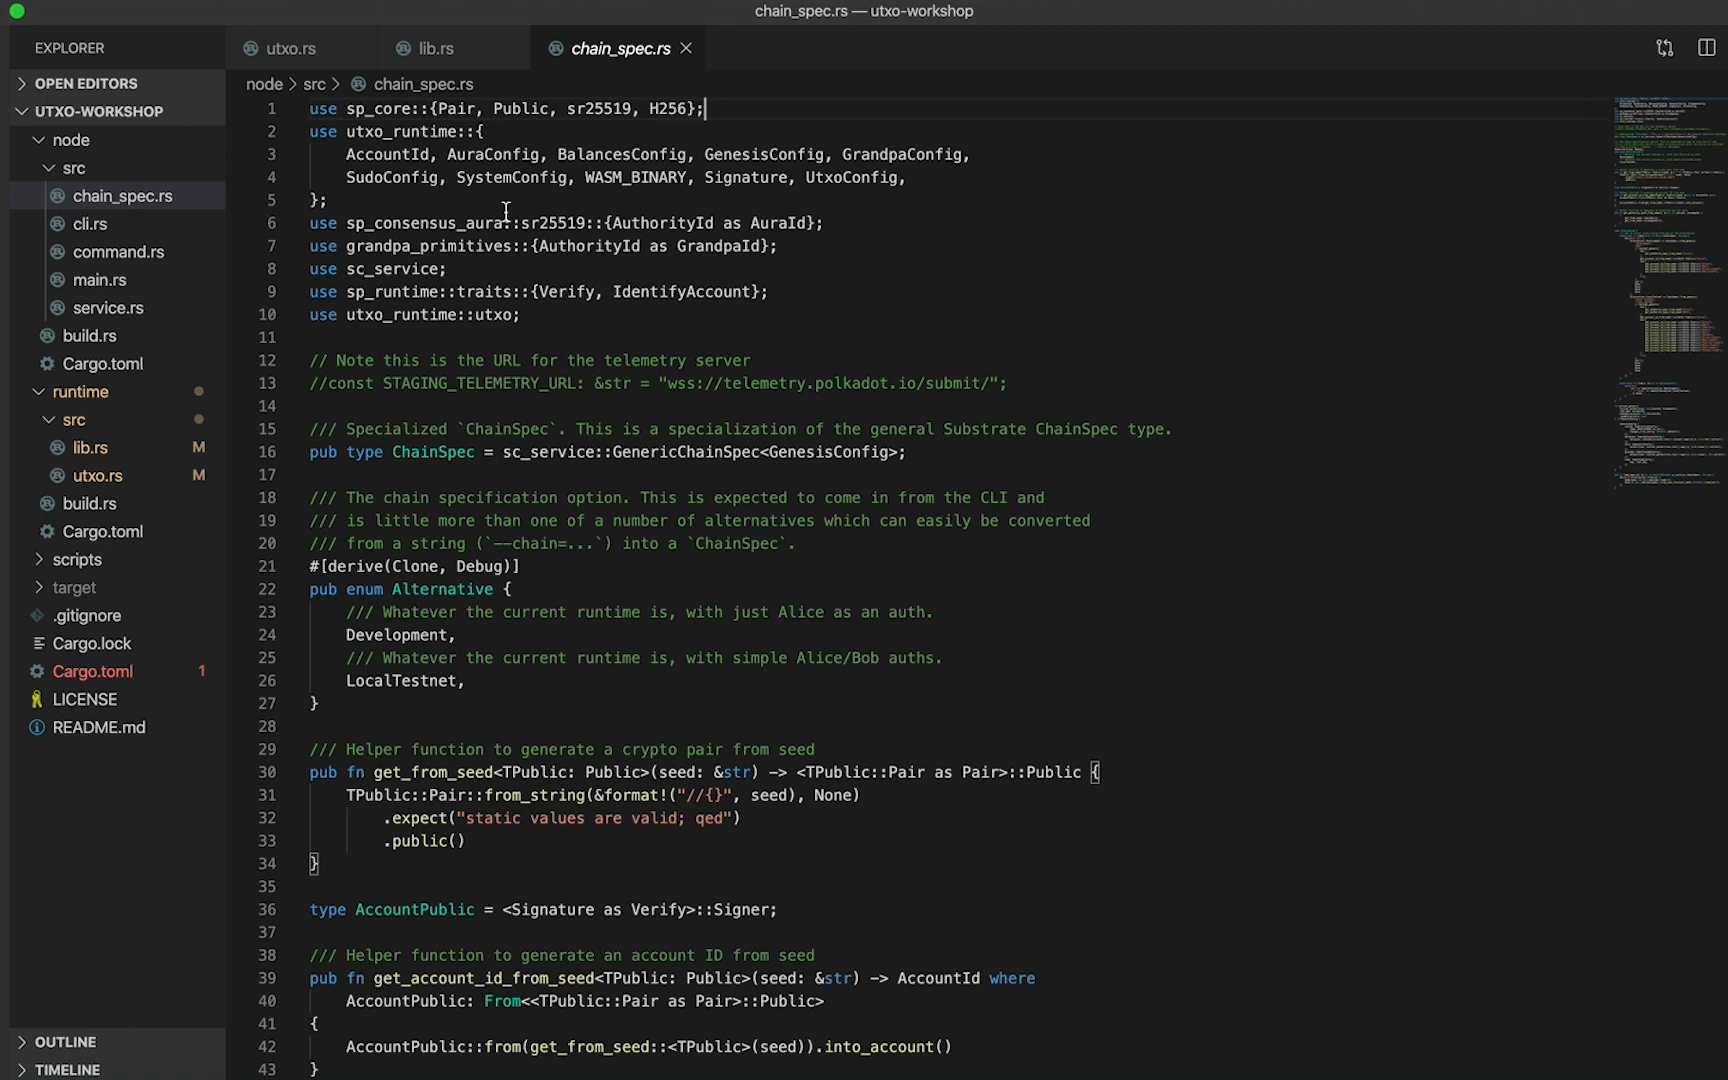 chain_spec.rs — utxo-workshop
EXPLORER
utxo.rs
lib.rs
chain_spec.rs
OPEN EDITORS
UTXO-WORKSHOP
node
src
chain_spec.rs
cli.rs
command.rs
main.rs
service.rs
build.rs
Cargo.toml
runtime
src
lib.rs M
utxo.rs M
build.rs
Cargo.toml
scripts
target
.gitignore
Cargo.lock
Cargo.toml 1
LICENSE
README.md
OUTLINE
TIMELINE
node > src > chain_spec.rs
1 use sp_core::{Pair, Public, sr25519, H256};
2 use utxo_runtime::{
3 AccountId, AuraConfig, BalancesConfig, GenesisConfig, GrandpaConfig,
4 SudoConfig, SystemConfig, WASM_BINARY, Signature, UtxoConfig,
5 };
6 use sp_consensus_aura::sr25519::{AuthorityId as AuraId};
7 use grandpa_primitives::{AuthorityId as GrandpaId};
8 use sc_service;
9 use sp_runtime::traits::{Verify, IdentifyAccount};
10 use utxo_runtime::utxo;
11
12 // Note this is the URL for the telemetry server
13 //const STAGING_TELEMETRY_URL: &str = "wss://telemetry.polkadot.io/submit/";
14
15 /// Specialized `ChainSpec`. This is a specialization of the general Substrate ChainSpec type.
16 pub type ChainSpec = sc_service::GenericChainSpec<GenesisConfig>;
17
18 /// The chain specification option. This is expected to come in from the CLI and
19 /// is little more than one of a number of alternatives which can easily be converted
20 /// from a string (`--chain=...`) into a `ChainSpec`.
21 #[derive(Clone, Debug)]
22 pub enum Alternative {
23 /// Whatever the current runtime is, with just Alice as an auth.
24 Development,
25 /// Whatever the current runtime is, with simple Alice/Bob auths.
26 LocalTestnet,
27 }
28
29 /// Helper function to generate a crypto pair from seed
30 pub fn get_from_seed<TPublic: Public>(seed: &str) -> <TPublic::Pair as Pair>::Public {
31 TPublic::Pair::from_string(&format!("//{}", seed), None)
32 .expect("static values are valid; qed")
33 .public()
34 }
35
36 type AccountPublic = <Signature as Verify>::Signer;
37
38 /// Helper function to generate an account ID from seed
39 pub fn get_account_id_from_seed<TPublic: Public>(seed: &str) -> AccountId where
40 AccountPublic: From<<TPublic::Pair as Pair>::Public>
41 {
42 AccountPublic::from(get_from_seed::<TPublic>(seed)).into_account()
43 }